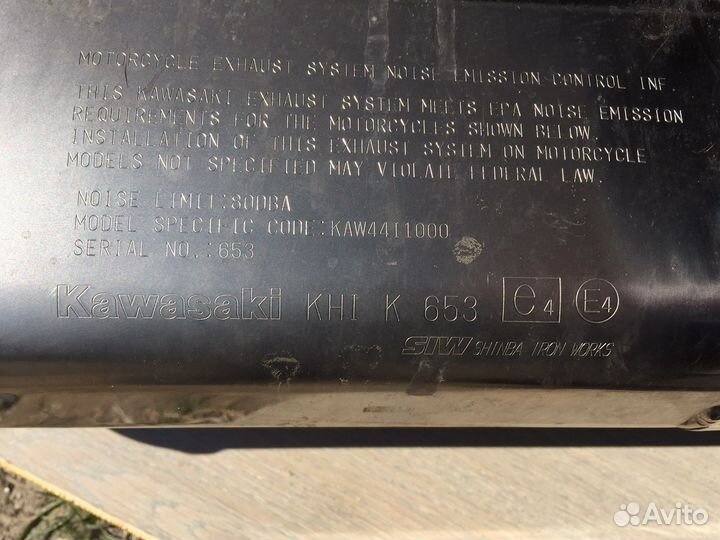 MOTORCYCLE EXHAUST SYSTEM NOISE EMISSION CONTROL INF.
THIS KAWASAKI EXHAUST SYSTEM MEETS EPA NOISE EMISSION
REQUIREMENTS FOR THE MOTORCYCLES SHOWN BELOW.
INSTALLATION OF THIS EXHAUST SYSTEM ON MOTORCYCLE
MODELS NOT SPECIFIED MAY VIOLATE FEDERAL LAW.
NOISE LIMIT:80DBA
MODEL SPECIFIC CODE:KAW44I1000
SERIAL NO.:653
Kawasaki KHI K 653 e4 E4
SIW SHINBA IRON WORKS
Avito